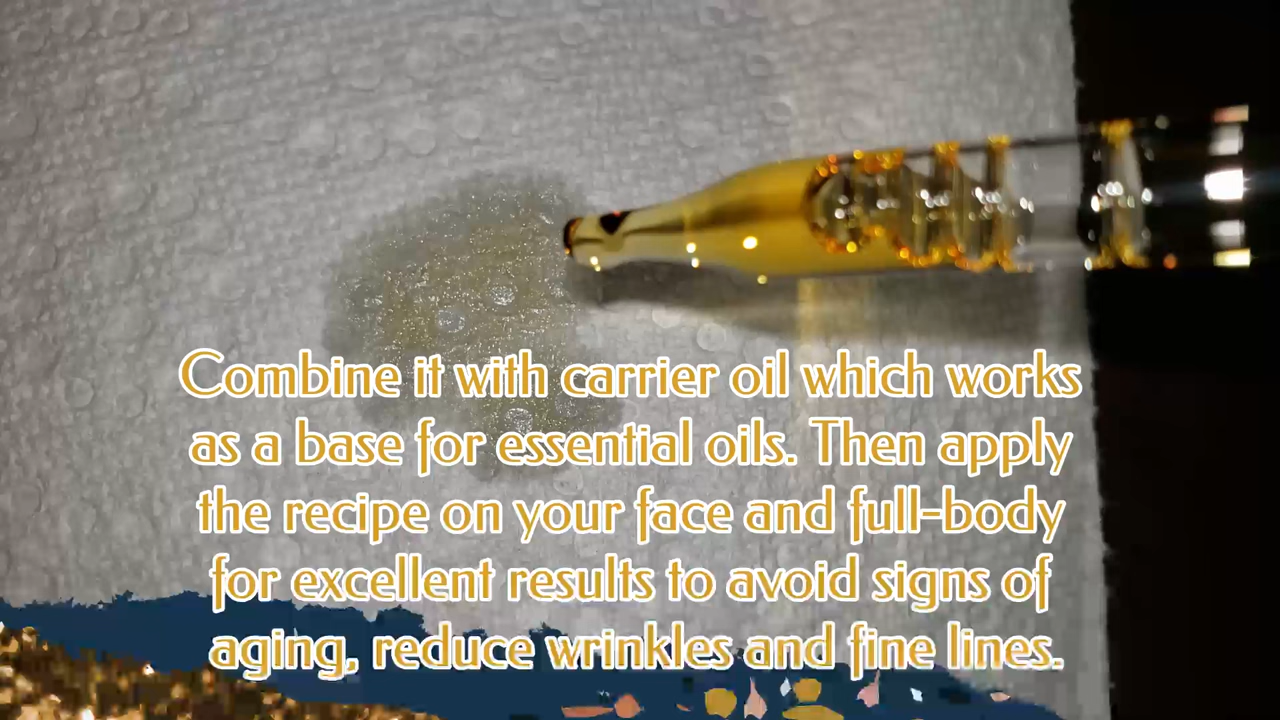 Combine it with carrier oil which works
as a base for essential oils. Then apply
the recipe on your face and full-body
for excellent results to avoid signs of
aging, reduce wrinkles and fine lines.